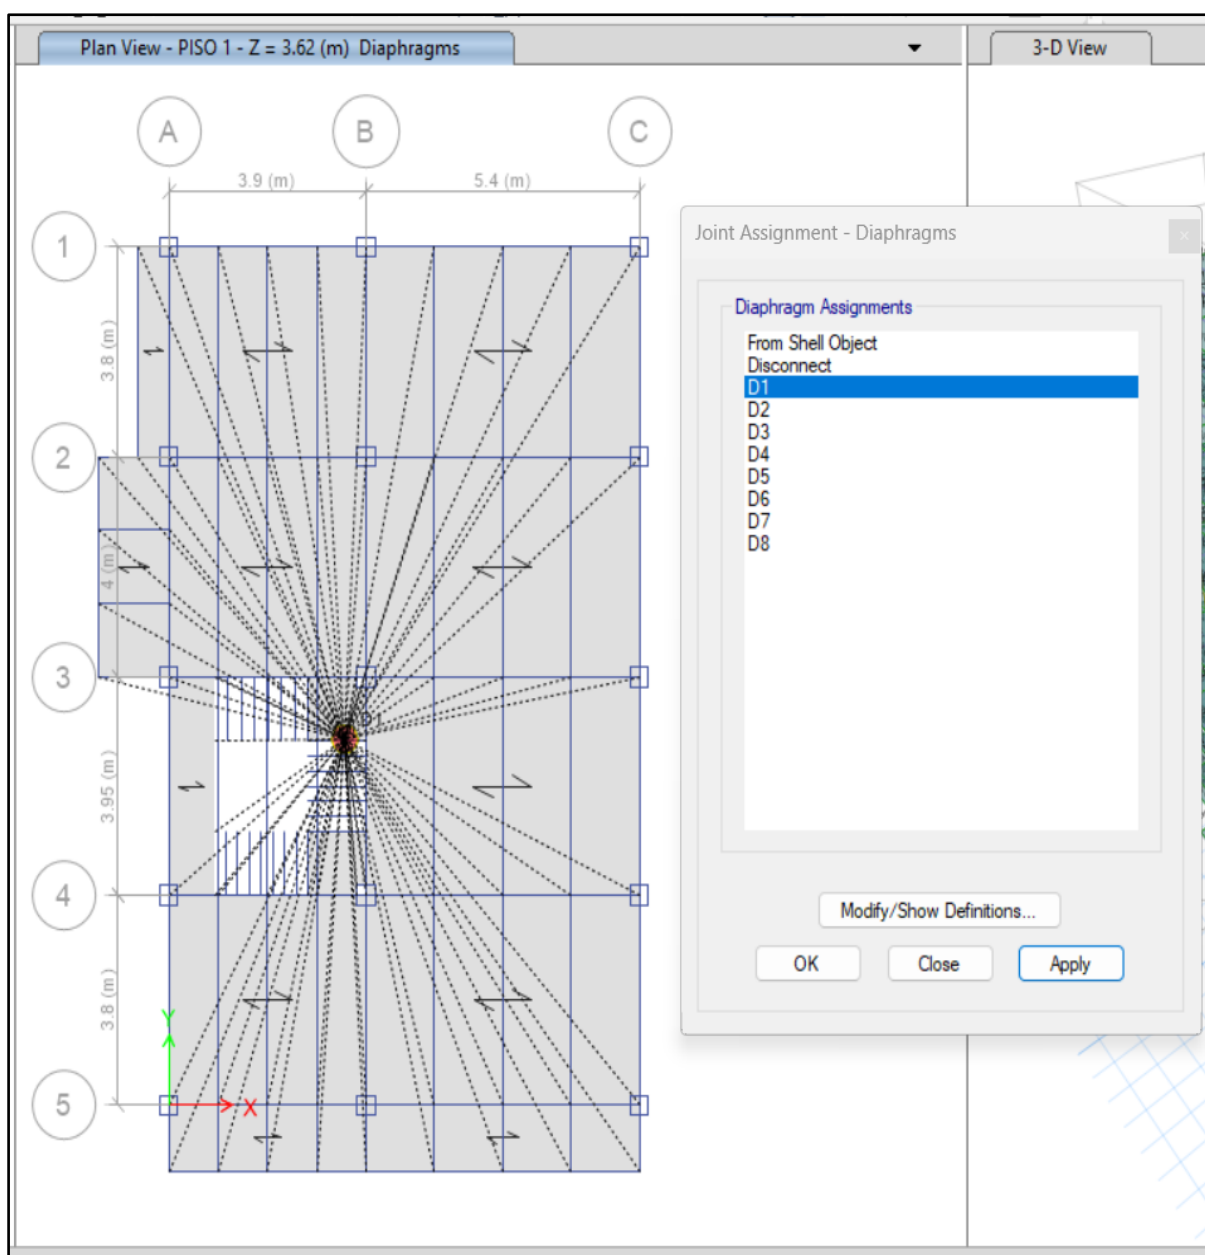 Plan View - PISO 1 - Z = 3.62 (m)  Diaphragms
3-D View
A
B
C
3.9 (m)
5.4 (m)
1
3.8 (m)
2
4 (m)
3
3.95 (m)
4
3.8 (m)
5
Y
X
D1
Joint Assignment - Diaphragms
Diaphragm Assignments
From Shell Object
Disconnect
D1
D2
D3
D4
D5
D6
D7
D8
Modify/Show Definitions...
OK
Close
Apply